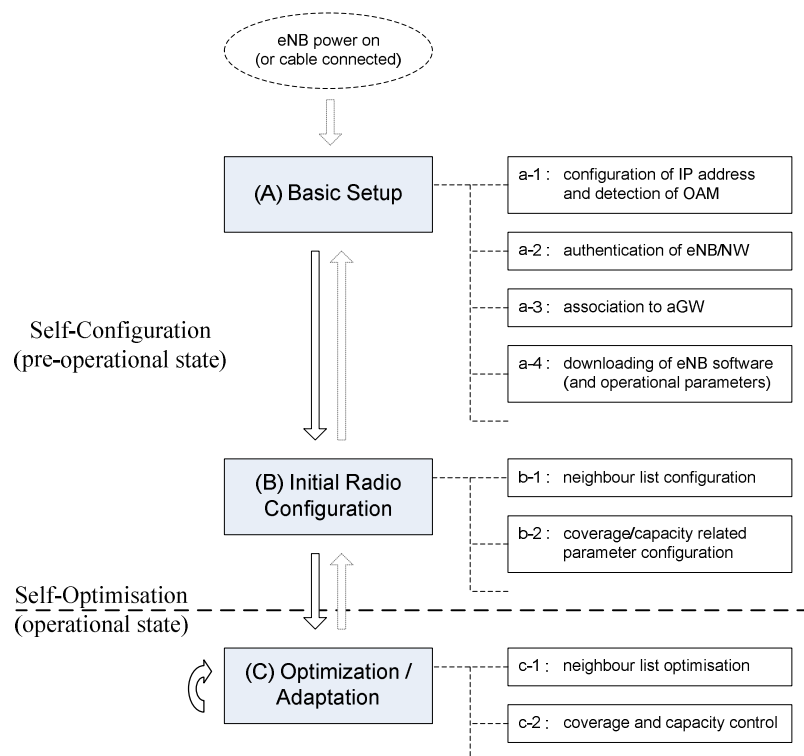 eNB power on
(or cable connected)
(A) Basic Setup
a-1 : configuration of IP address
and detection of OAM
a-2 : authentication of eNB/NW
a-3 : association to aGW
a-4 : downloading of eNB software
(and operational parameters)
Self-Configuration
(pre-operational state)
(B) Initial Radio
Configuration
b-1 : neighbour list configuration
b-2 : coverage/capacity related
parameter configuration
Self-Optimisation
(operational state)
(C) Optimization /
Adaptation
c-1 : neighbour list optimisation
c-2 : coverage and capacity control